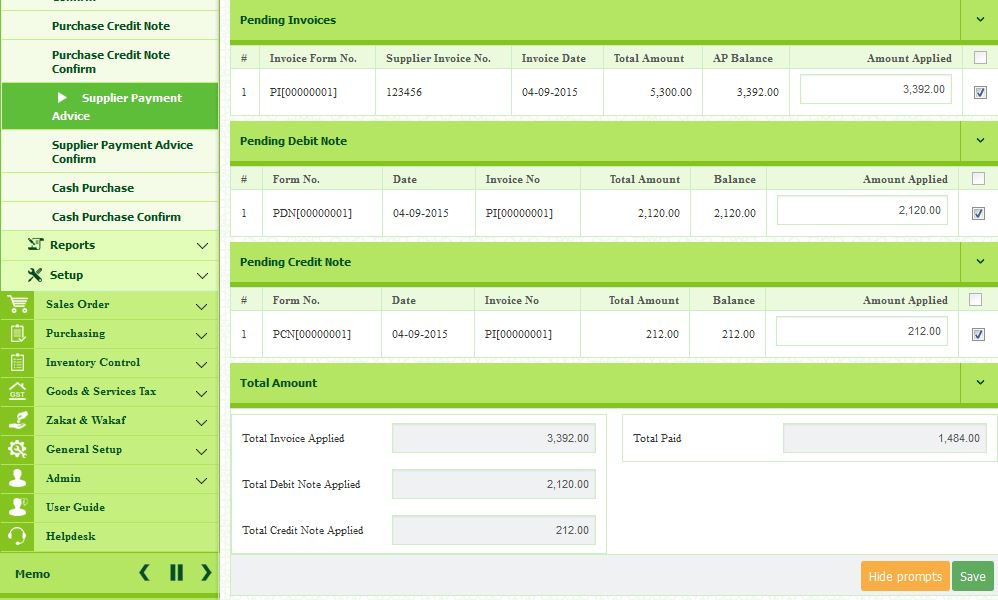 Confirm
Purchase Credit Note
Purchase Credit Note
Confirm
Supplier Payment
Advice
Supplier Payment Advice
Confirm
Cash Purchase
Cash Purchase Confirm
Reports
Setup
Sales Order
Purchasing
Inventory Control
GST
Goods & Services Tax
Zakat & Wakaf
General Setup
Admin
User Guide
Helpdesk
Memo
Pending Invoices
# Invoice Form No. Supplier Invoice No. Invoice Date Total Amount AP Balance Amount Applied
1 PI[00000001] 123456 04-09-2015 5,300.00 3,392.00 3,392.00
Pending Debit Note
# Form No. Date Invoice No Total Amount Balance Amount Applied
1 PDN[00000001] 04-09-2015 PI[00000001] 2,120.00 2,120.00 2,120.00
Pending Credit Note
# Form No. Date Invoice No Total Amount Balance Amount Applied
1 PCN[00000001] 04-09-2015 PI[00000001] 212.00 212.00 212.00
Total Amount
Total Invoice Applied 3,392.00
Total Debit Note Applied 2,120.00
Total Credit Note Applied 212.00
Total Paid 1,484.00
Hide prompts Save